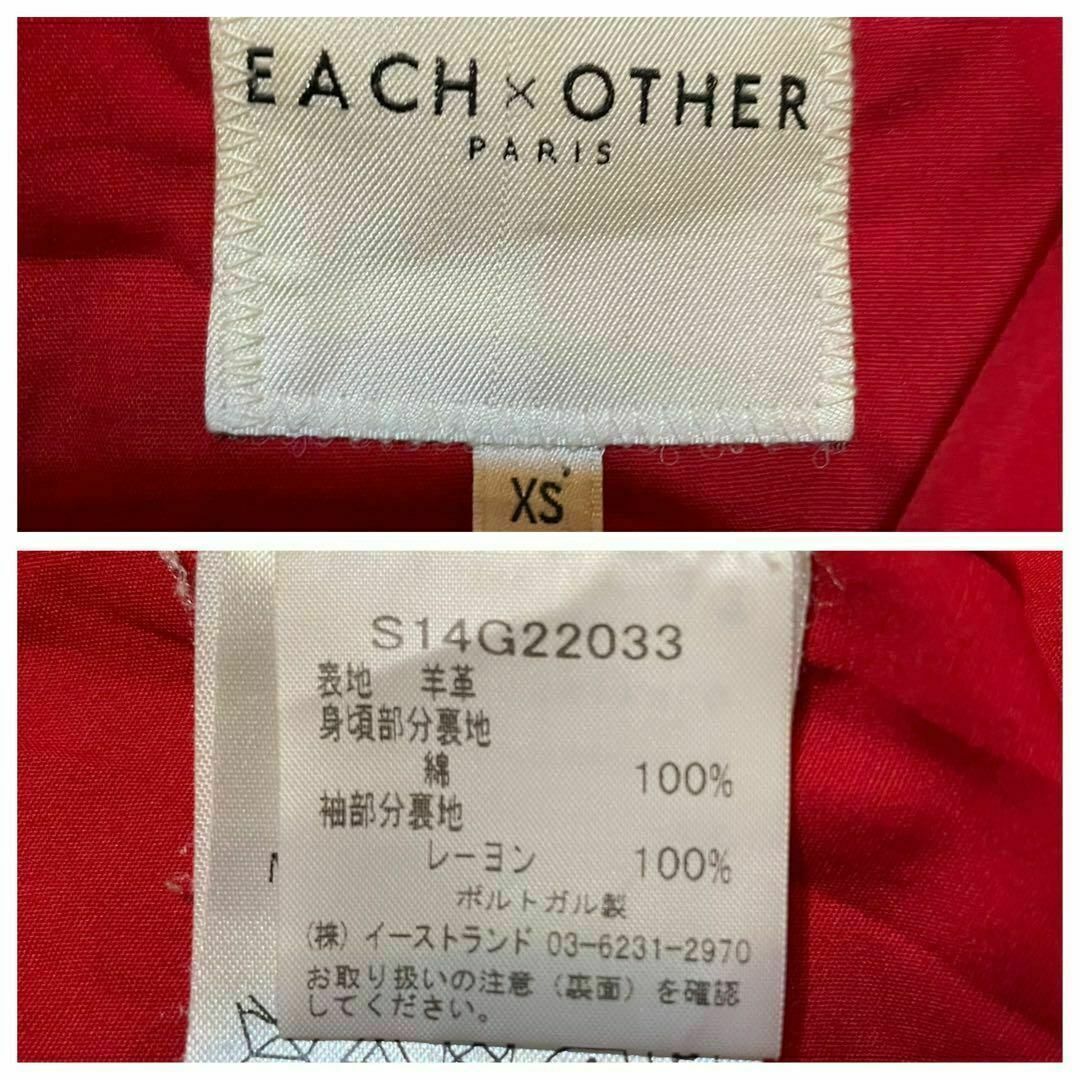 EACH × OTHER
PARIS
XS
S14G22033
表地 羊革
身頃部分裏地
綿 100%
袖部分裏地
レーヨン 100%
ポルトガル製
(株) イーストランド 03-6231-2970
お取り扱いの注意 (裏面) を確認
してください。